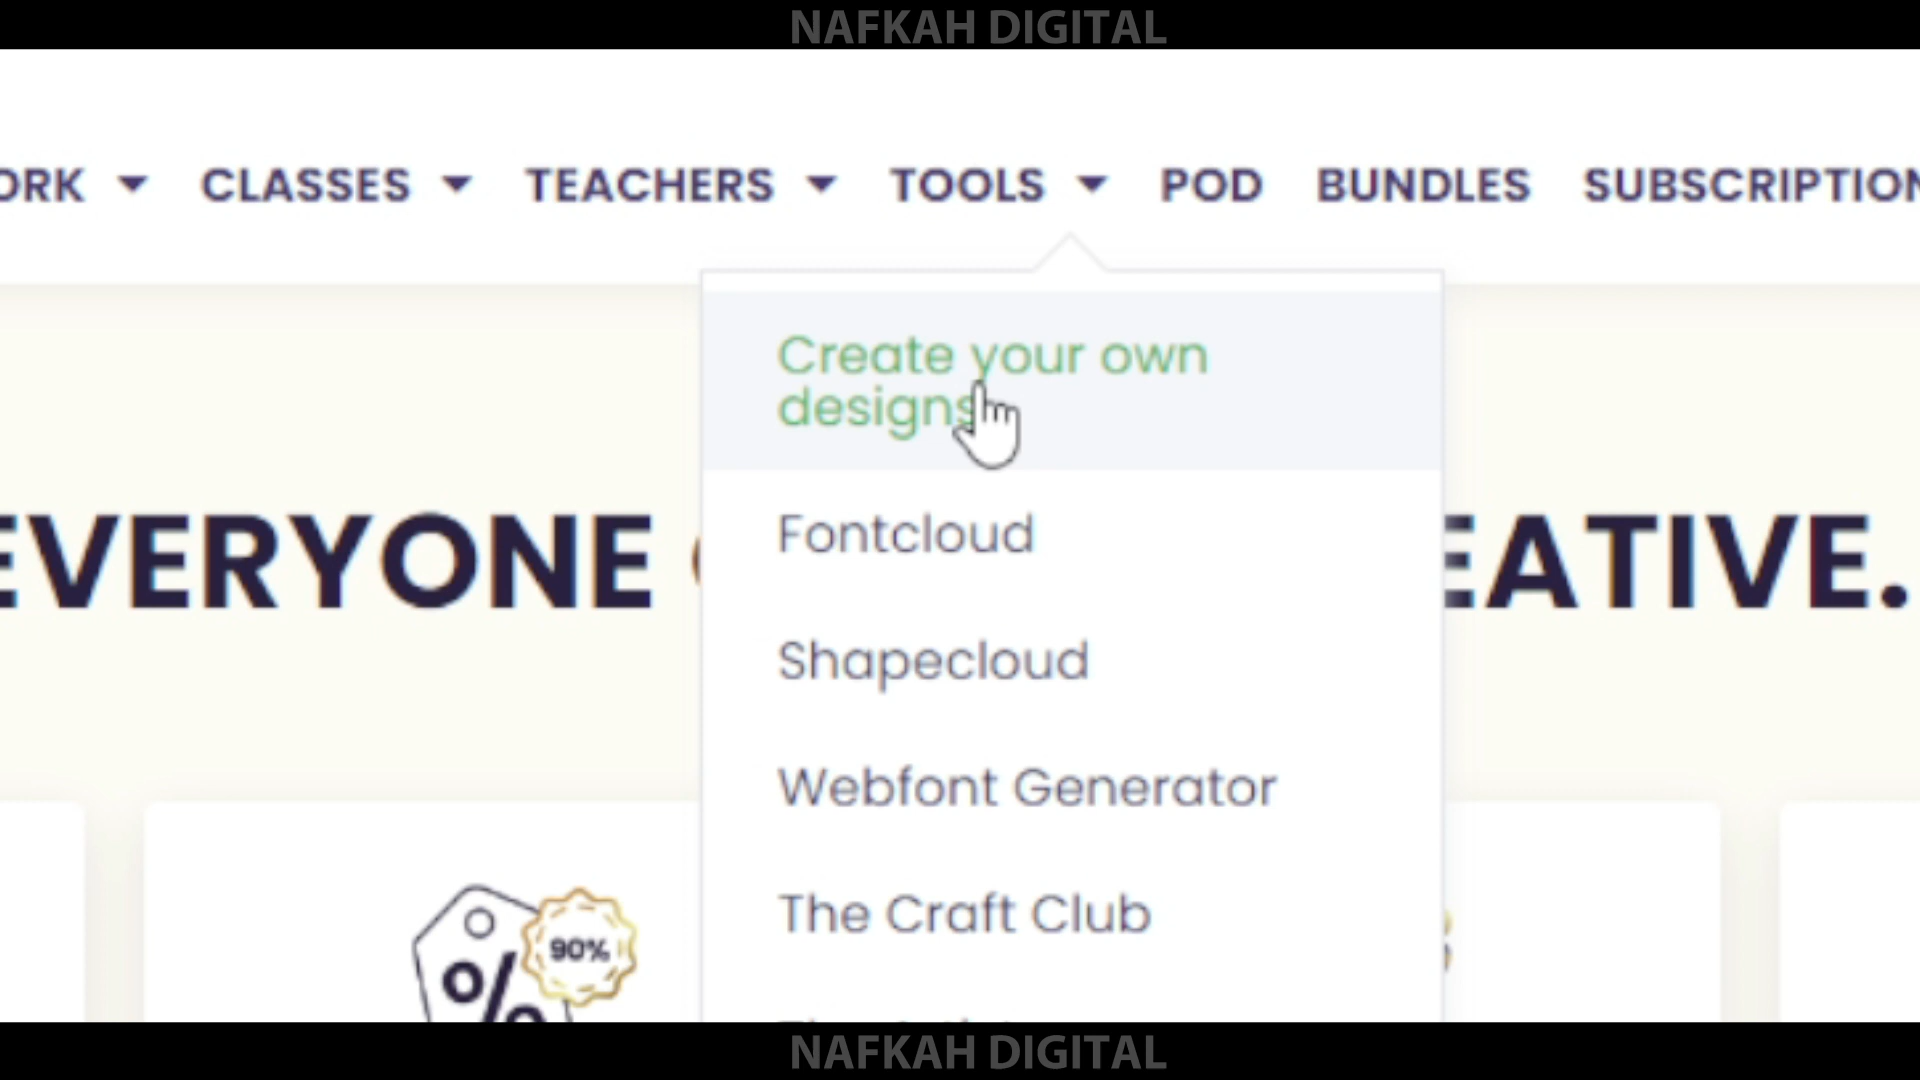 NAFKAH DIGITAL
ORK CLASSES TEACHERS TOOLS POD BUNDLES SUBSCRIPTION
Create your own
designs
EVERYONE EATIVE.
Fontcloud
Shapecloud
Webfont Generator
The Craft Club
90%
%
NAFKAH DIGITAL